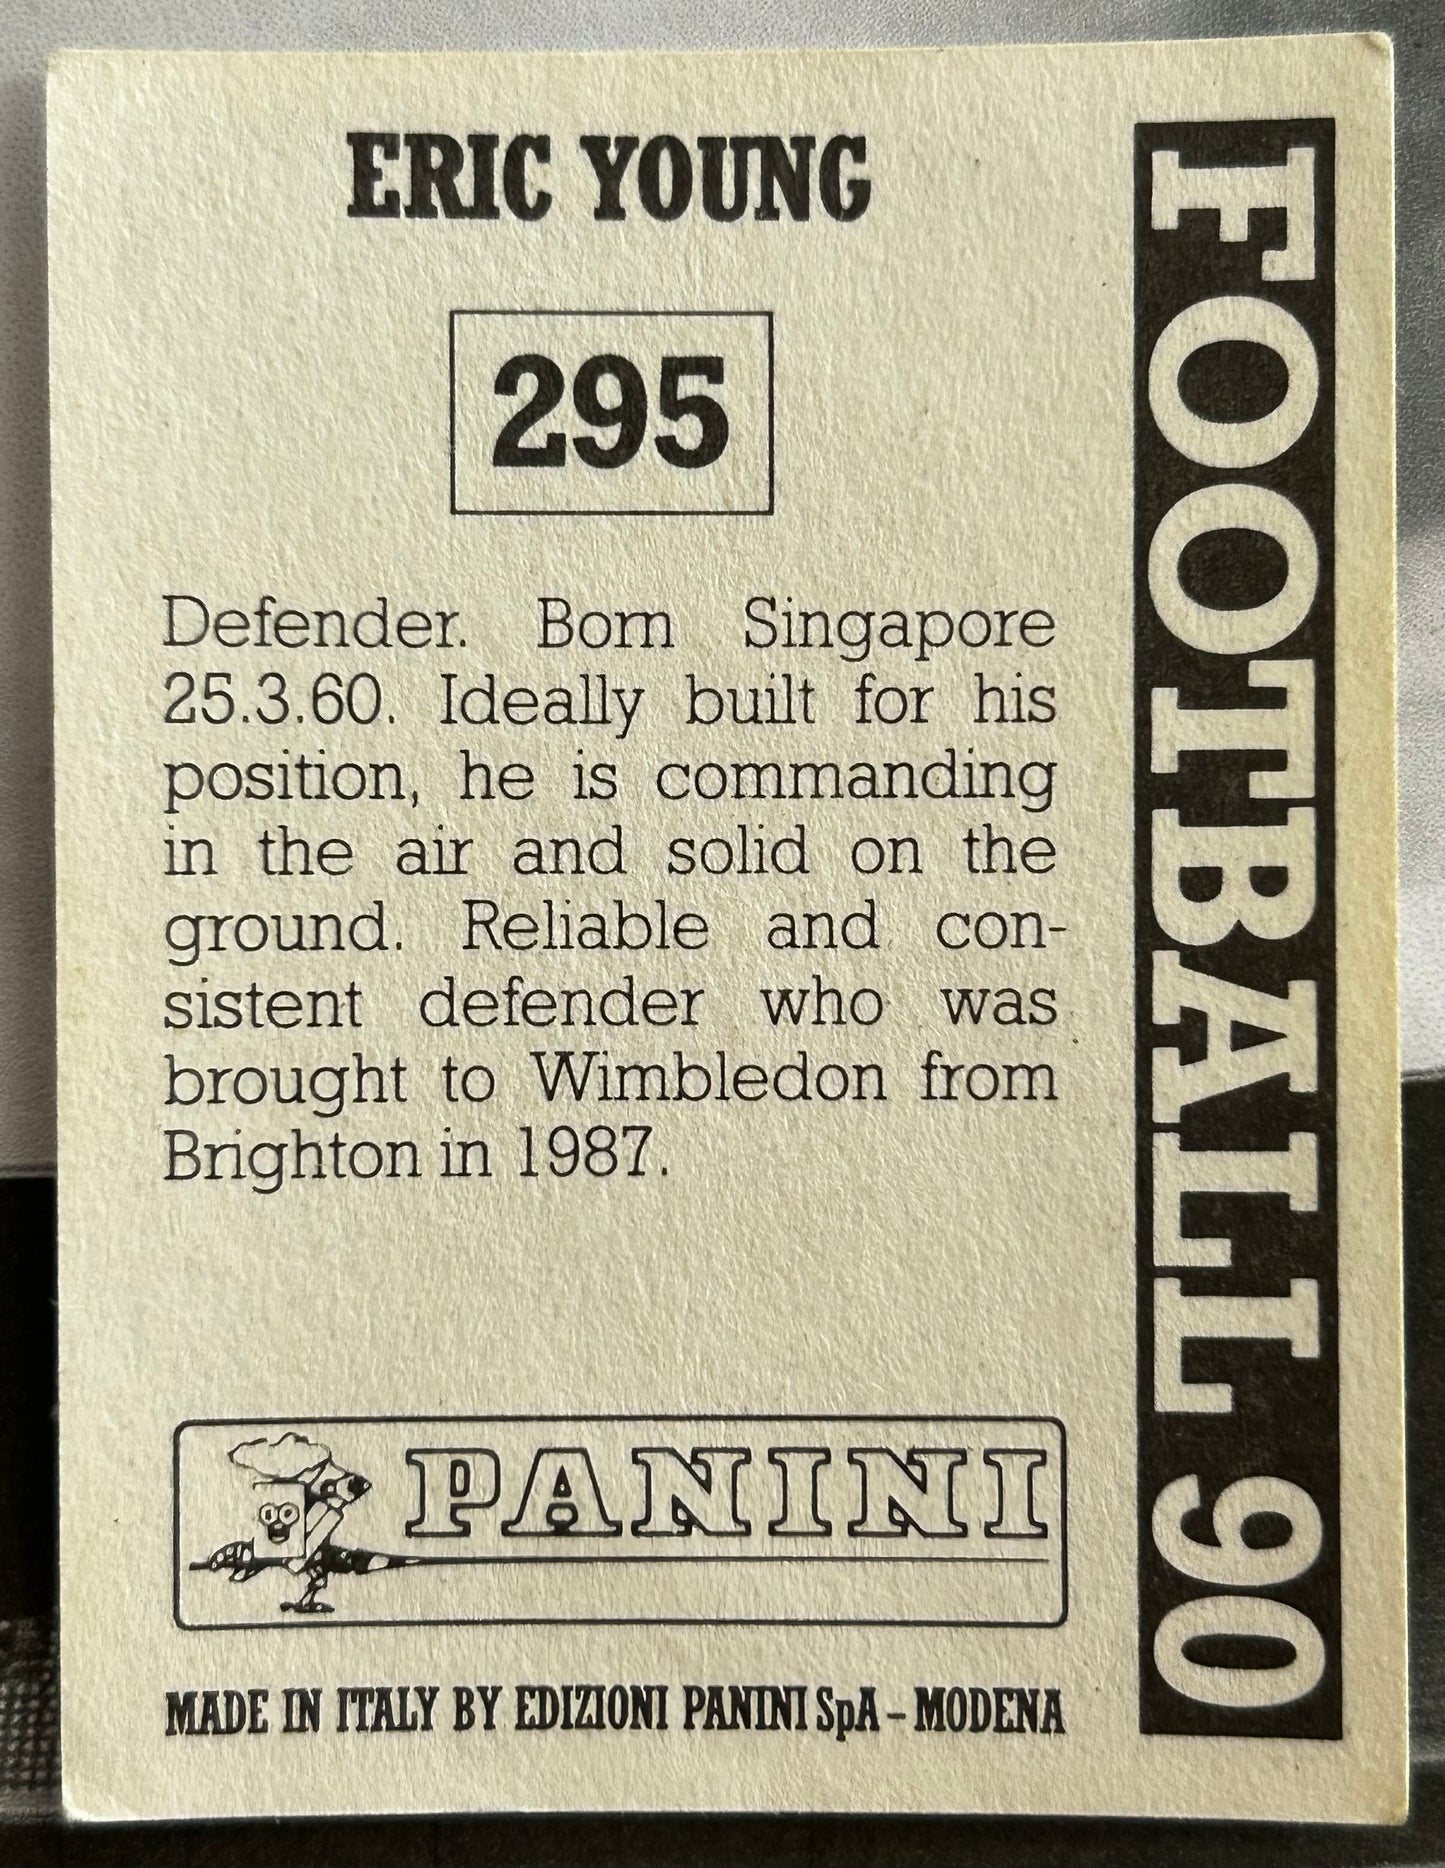 ERIC YOUNG
295
Defender. Born Singapore
25.3.60. Ideally built for his
position, he is commanding
in the air and solid on the
ground. Reliable and con-
sistent defender who was
brought to Wimbledon from
Brighton in 1987.
PANINI
MADE IN ITALY BY EDIZIONI PANINI SpA - MODENA
FOOTBALL 90